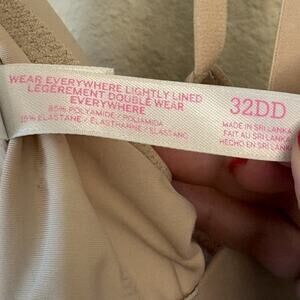 WEAR EVERYWHERE LIGHTLY LINED
LÉGÈREMENT DOUBLÉ WEAR
EVERYWHERE
85% POLYAMIDE / POLIAMIDA
15% ELASTANE / ÉLASTHANNE / ELASTANO
32DD
MADE IN SRI LANKA
FAIT AU SRI LANKA
HECHO EN SRI LANKA